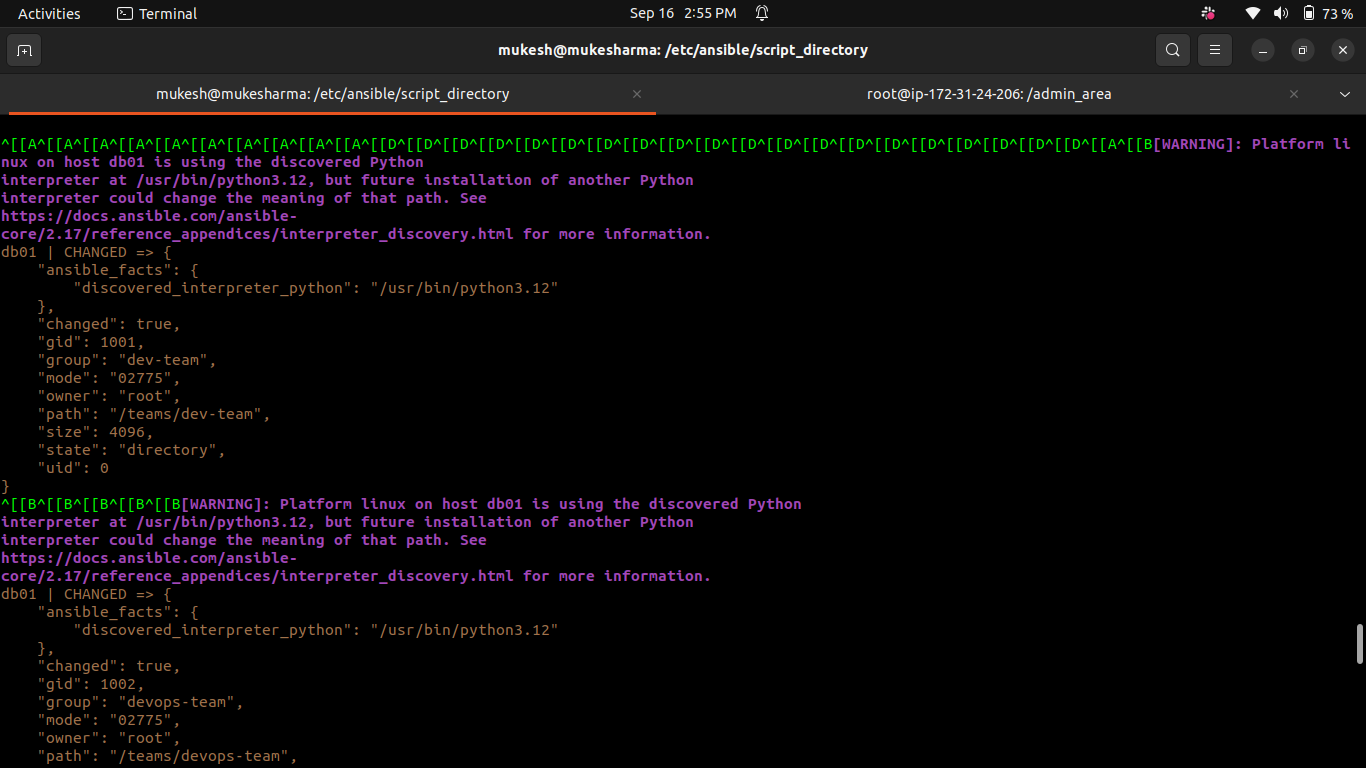 Activities
Terminal
Sep 16 2:55 PM
73 %
mukesh@mukesharma: /etc/ansible/script_directory
mukesh@mukesharma: /etc/ansible/script_directory
root@ip-172-31-24-206: /admin_area
^[[A^[[A^[[A^[[A^[[A^[[A^[[A^[[A^[[A^[[A^[[D^[[D^[[D^[[D^[[D^[[D^[[D^[[D^[[D^[[D^[[D^[[D^[[D^[[D^[[D^[[D^[[D^[[D^[[D^[[D^[[A^[[B[WARNING]: Platform li
nux on host db01 is using the discovered Python
interpreter at /usr/bin/python3.12, but future installation of another Python
interpreter could change the meaning of that path. See
https://docs.ansible.com/ansible-
core/2.17/reference_appendices/interpreter_discovery.html for more information.
db01 | CHANGED => {
    "ansible_facts": {
        "discovered_interpreter_python": "/usr/bin/python3.12"
    },
    "changed": true,
    "gid": 1001,
    "group": "dev-team",
    "mode": "02775",
    "owner": "root",
    "path": "/teams/dev-team",
    "size": 4096,
    "state": "directory",
    "uid": 0
}
^[[B^[[B^[[B^[[B^[[B[WARNING]: Platform linux on host db01 is using the discovered Python
interpreter at /usr/bin/python3.12, but future installation of another Python
interpreter could change the meaning of that path. See
https://docs.ansible.com/ansible-
core/2.17/reference_appendices/interpreter_discovery.html for more information.
db01 | CHANGED => {
    "ansible_facts": {
        "discovered_interpreter_python": "/usr/bin/python3.12"
    },
    "changed": true,
    "gid": 1002,
    "group": "devops-team",
    "mode": "02775",
    "owner": "root",
    "path": "/teams/devops-team",